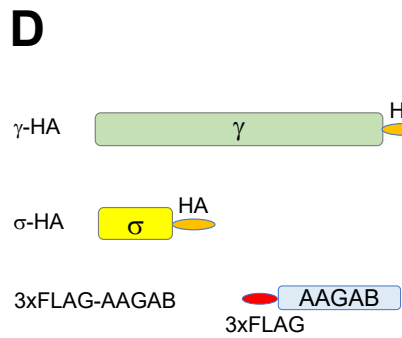 D
γ-HA γ H
σ-HA σ HA
3xFLAG-AAGAB AAGAB
3xFLAG